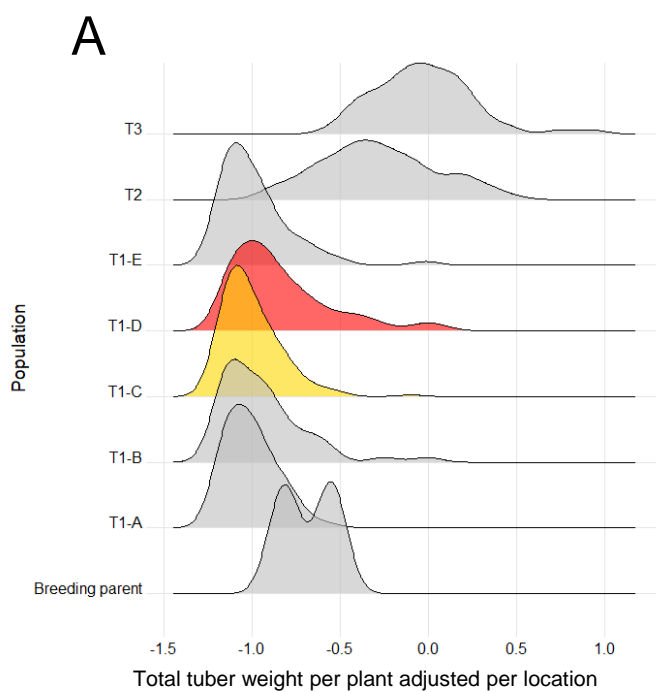 A
T3
T2
T1-E
T1-D
T1-C
T1-B
T1-A
Breeding parent
Population
-1.5 -1.0 -0.5 0.0 0.5 1.0
Total tuber weight per plant adjusted per location